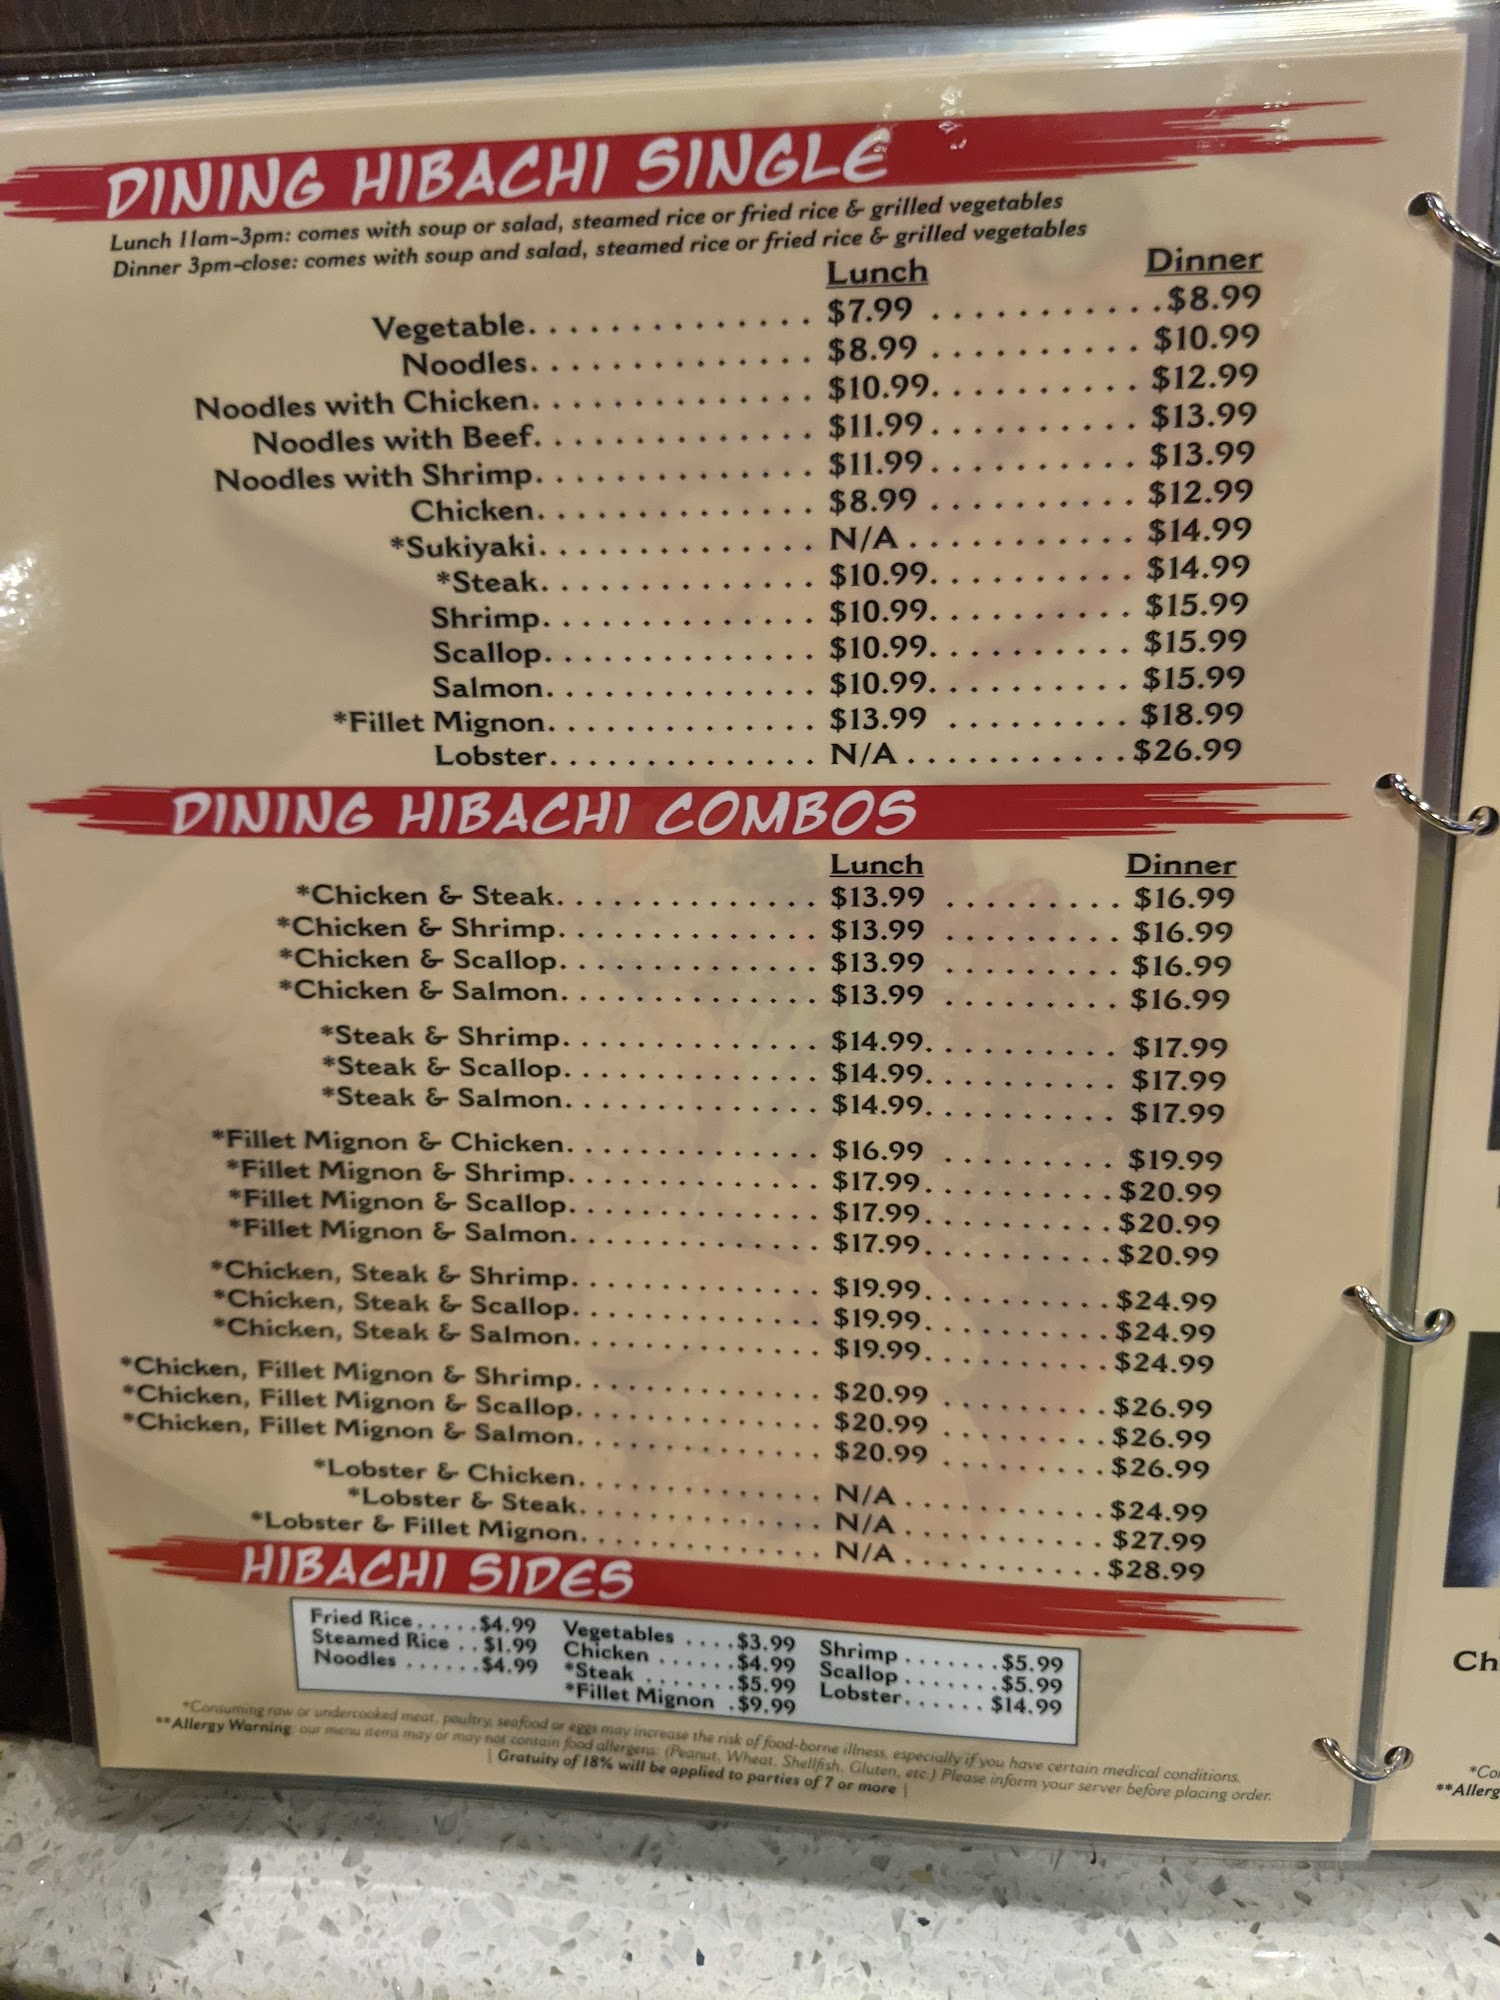 DINING HIBACHI SINGLE
Lunch 11am-3pm: comes with soup or salad, steamed rice or fried rice & grilled vegetables
Dinner 3pm-close: comes with soup and salad, steamed rice or fried rice & grilled vegetables
Lunch Dinner
Vegetable. . . . . . . . . . . . . . $7.99 . . . . . . . . . . .$8.99
Noodles. . . . . . . . . . . . . . $8.99 . . . . . . . . . . $10.99
Noodles with Chicken. . . . . . . . . . . . . . $10.99. . . . . . . . . . $12.99
Noodles with Beef. . . . . . . . . . . . . . $11.99. . . . . . . . . . $13.99
Noodles with Shrimp. . . . . . . . . . . . . . $11.99. . . . . . . . . . $13.99
Chicken. . . . . . . . . . . . . . $8.99 . . . . . . . . . . $12.99
*Sukiyaki. . . . . . . . . . . . . . N/A . . . . . . . . . . . $14.99
*Steak. . . . . . . . . . . . . . $10.99. . . . . . . . . . $14.99
Shrimp. . . . . . . . . . . . . . $10.99. . . . . . . . . . $15.99
Scallop. . . . . . . . . . . . . . $10.99. . . . . . . . . . $15.99
Salmon. . . . . . . . . . . . . . $10.99. . . . . . . . . . $15.99
*Fillet Mignon. . . . . . . . . . . . . . $13.99 . . . . . . . . . $18.99
Lobster. . . . . . . . . . . . . . N/A . . . . . . . . . . . $26.99
DINING HIBACHI COMBOS
Lunch Dinner
*Chicken & Steak. . . . . . . . . . . . . . $13.99 . . . . . . . . . $16.99
*Chicken & Shrimp. . . . . . . . . . . . . . $13.99 . . . . . . . . . $16.99
*Chicken & Scallop. . . . . . . . . . . . . . $13.99 . . . . . . . . . $16.99
*Chicken & Salmon. . . . . . . . . . . . . . $13.99 . . . . . . . . . $16.99
*Steak & Shrimp. . . . . . . . . . . . . . $14.99. . . . . . . . . . $17.99
*Steak & Scallop. . . . . . . . . . . . . . $14.99. . . . . . . . . . $17.99
*Steak & Salmon. . . . . . . . . . . . . . $14.99. . . . . . . . . . $17.99
*Fillet Mignon & Chicken. . . . . . . . . . . . . . $16.99 . . . . . . . . . $19.99
*Fillet Mignon & Shrimp. . . . . . . . . . . . . . $17.99. . . . . . . . . . $20.99
*Fillet Mignon & Scallop. . . . . . . . . . . . . . $17.99. . . . . . . . . . $20.99
*Fillet Mignon & Salmon. . . . . . . . . . . . . . $17.99. . . . . . . . . . $20.99
*Chicken, Steak & Shrimp. . . . . . . . . . . . . . $19.99. . . . . . . . . . $24.99
*Chicken, Steak & Scallop. . . . . . . . . . . . . . $19.99. . . . . . . . . . $24.99
*Chicken, Steak & Salmon. . . . . . . . . . . . . . $19.99. . . . . . . . . . $24.99
*Chicken, Fillet Mignon & Shrimp. . . . . . . . . . . . . . $20.99 . . . . . . . . . $26.99
*Chicken, Fillet Mignon & Scallop. . . . . . . . . . . . . . $20.99 . . . . . . . . . $26.99
*Chicken, Fillet Mignon & Salmon. . . . . . . . . . . . . . $20.99 . . . . . . . . . $26.99
*Lobster & Chicken. . . . . . . . . . . . . . N/A . . . . . . . . . . . $24.99
*Lobster & Steak. . . . . . . . . . . . . . N/A . . . . . . . . . . . $27.99
*Lobster & Fillet Mignon. . . . . . . . . . . . . . N/A . . . . . . . . . . . $28.99
HIBACHI SIDES
Fried Rice . . . . . $4.99 Vegetables . . . . $3.99 Shrimp . . . . . . . $5.99
Steamed Rice . . $1.99 Chicken . . . . . . $4.99 Scallop . . . . . . . $5.99
Noodles . . . . . . $4.99 *Steak . . . . . . . $5.99 Lobster. . . . . . $14.99
*Fillet Mignon . $9.99
*Consuming raw or undercooked meat, poultry, seafood or eggs may increase the risk of food-borne illness, especially if you have certain medical conditions.
**Allergy Warning: our menu items may or may not contain food allergens: (Peanut, Wheat, Shellfish, Gluten, etc.) Please inform your server before placing order.
| Gratuity of 18% will be applied to parties of 7 or more |
Ch
*Co
**Allerg